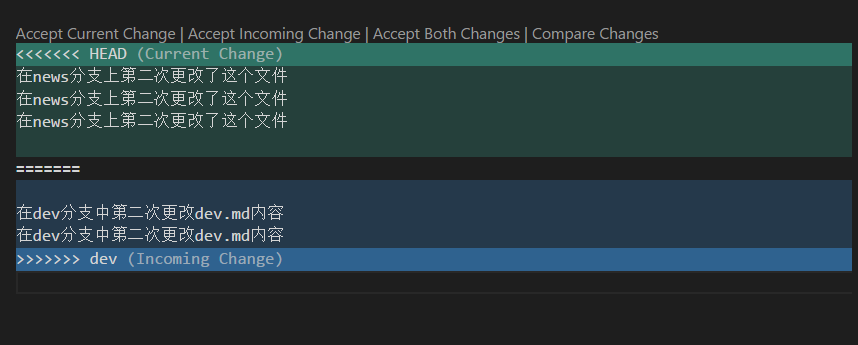 Accept Current Change | Accept Incoming Change | Accept Both Changes | Compare Changes
<<<<<<< HEAD (Current Change)
在news分支上第二次更改了这个文件
在news分支上第二次更改了这个文件
在news分支上第二次更改了这个文件
=======
在dev分支中第二次更改dev.md内容
在dev分支中第二次更改dev.md内容
>>>>>>> dev (Incoming Change)